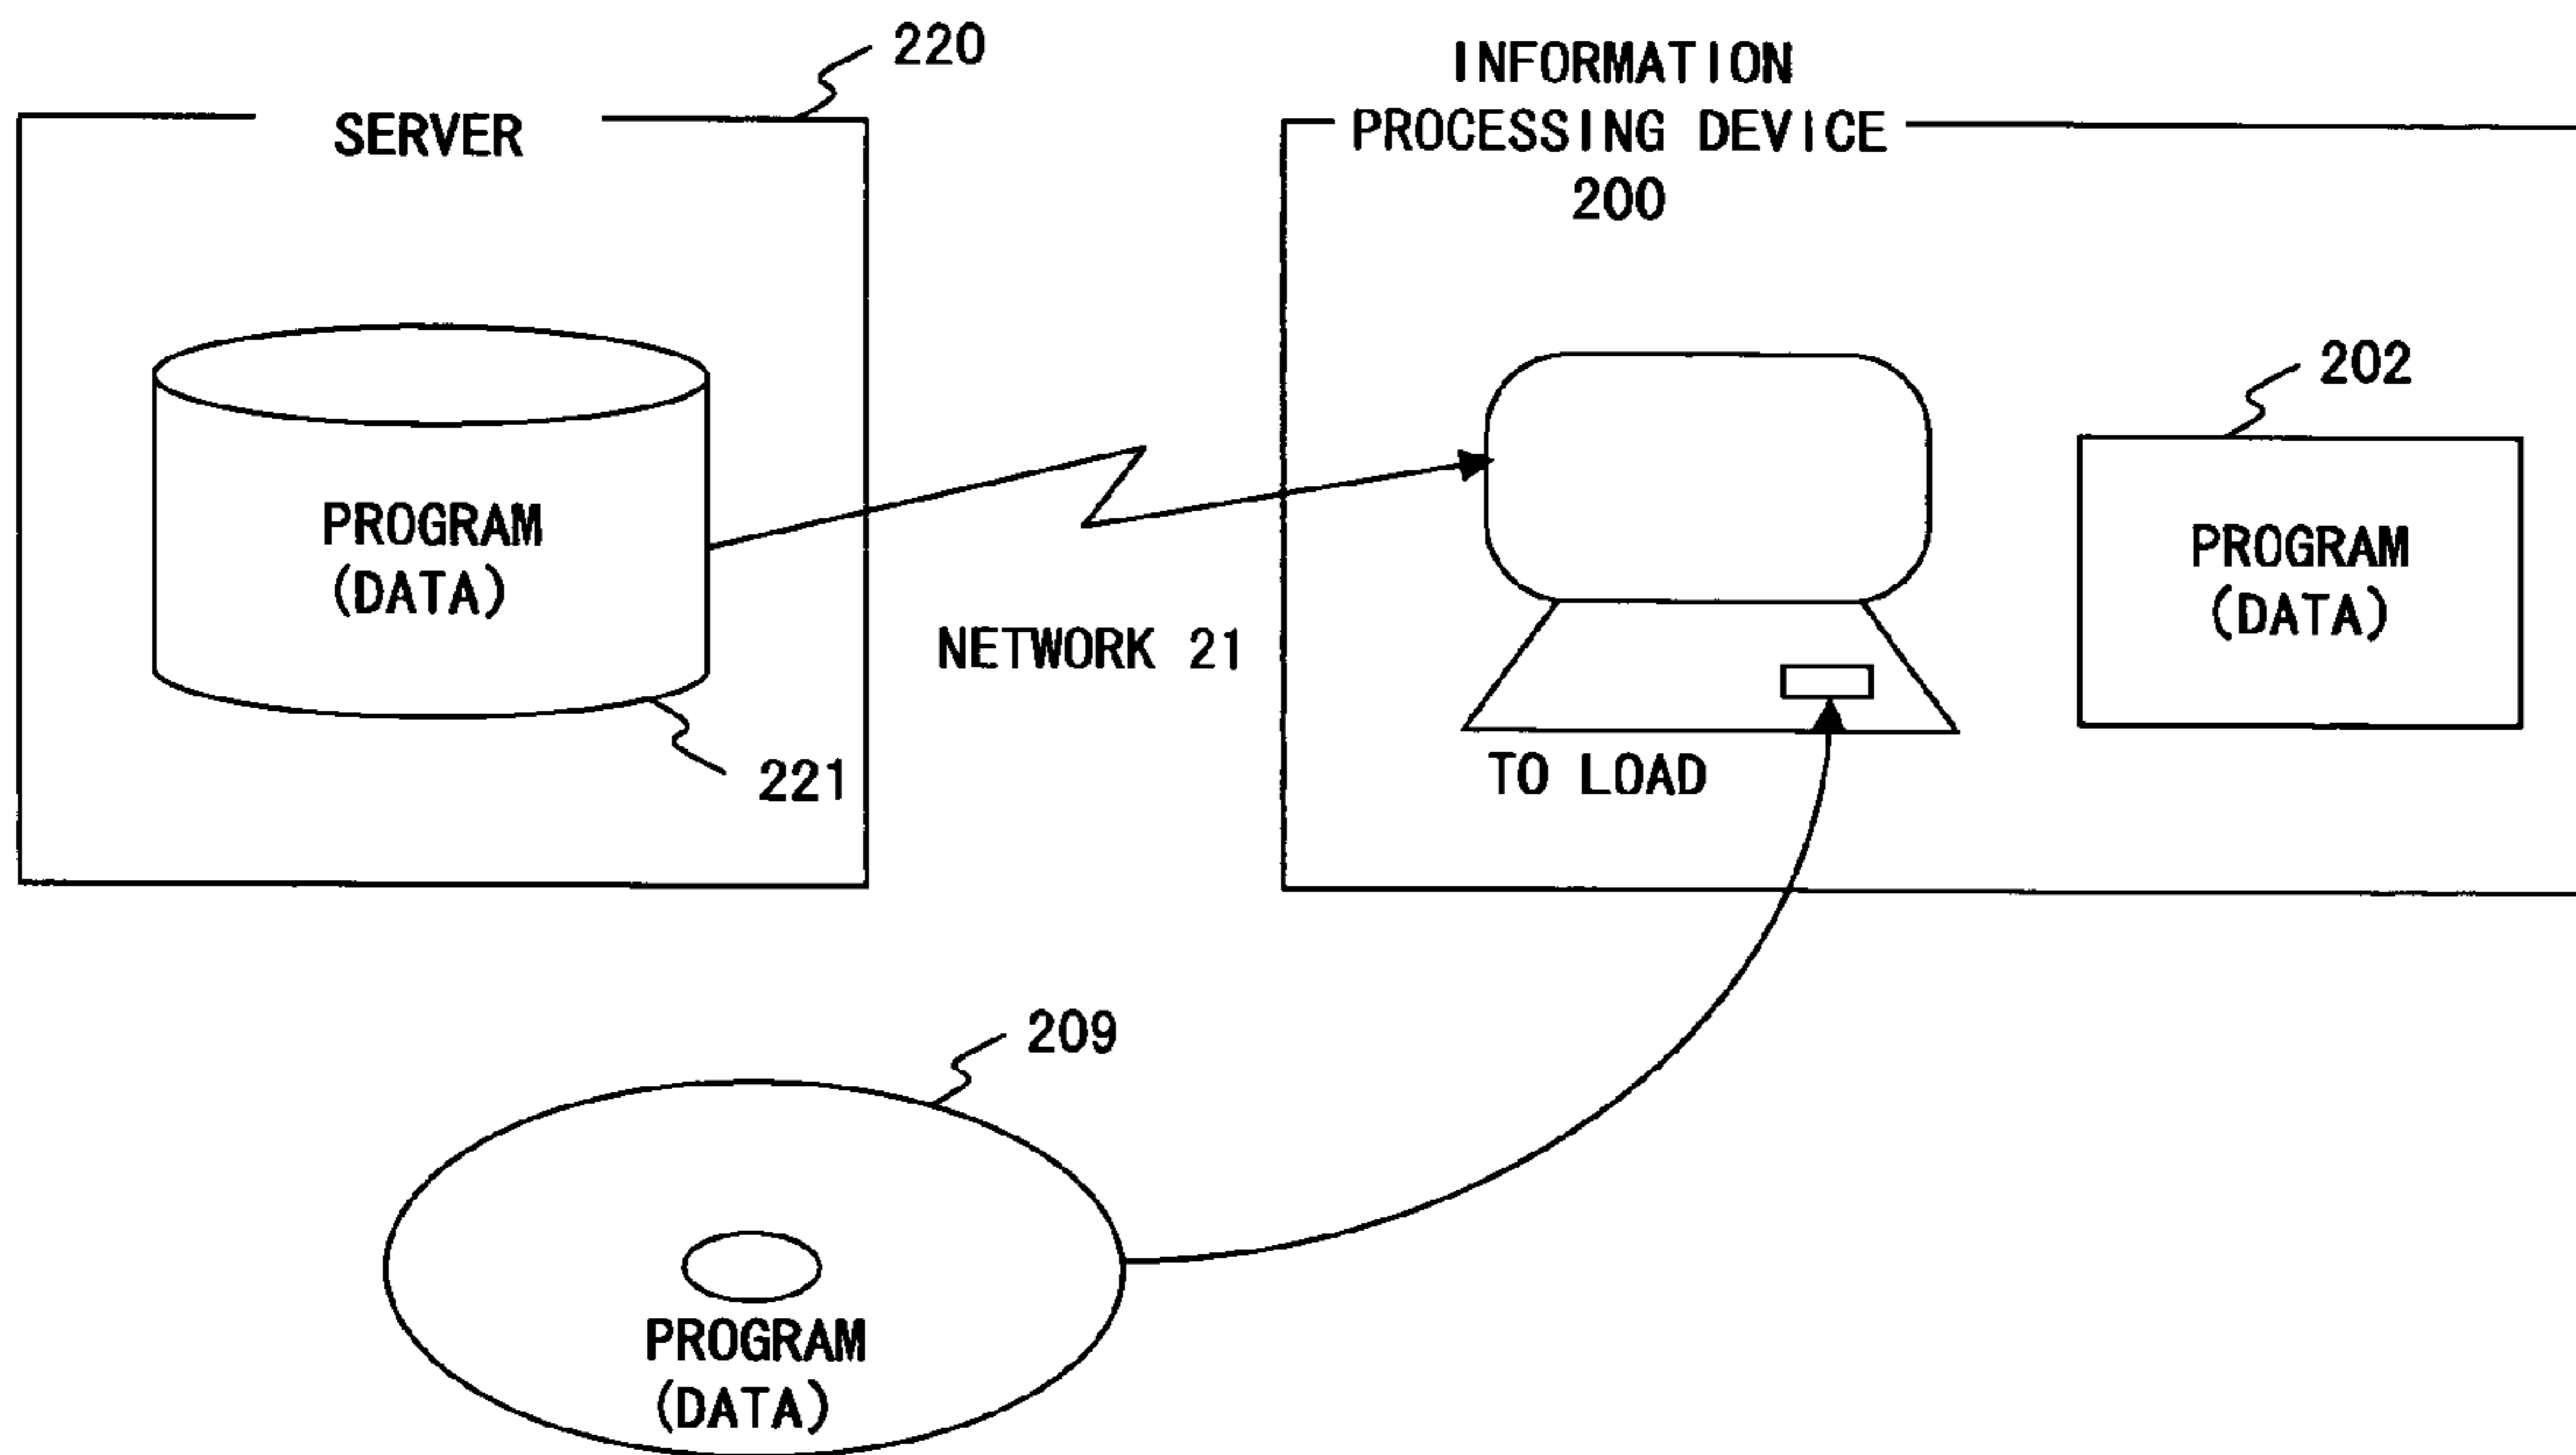 220
SERVER
INFORMATION
PROCESSING DEVICE
200
202
PROGRAM
(DATA)
PROGRAM
(DATA)
NETWORK 21
221
TO LOAD
209
PROGRAM
(DATA)